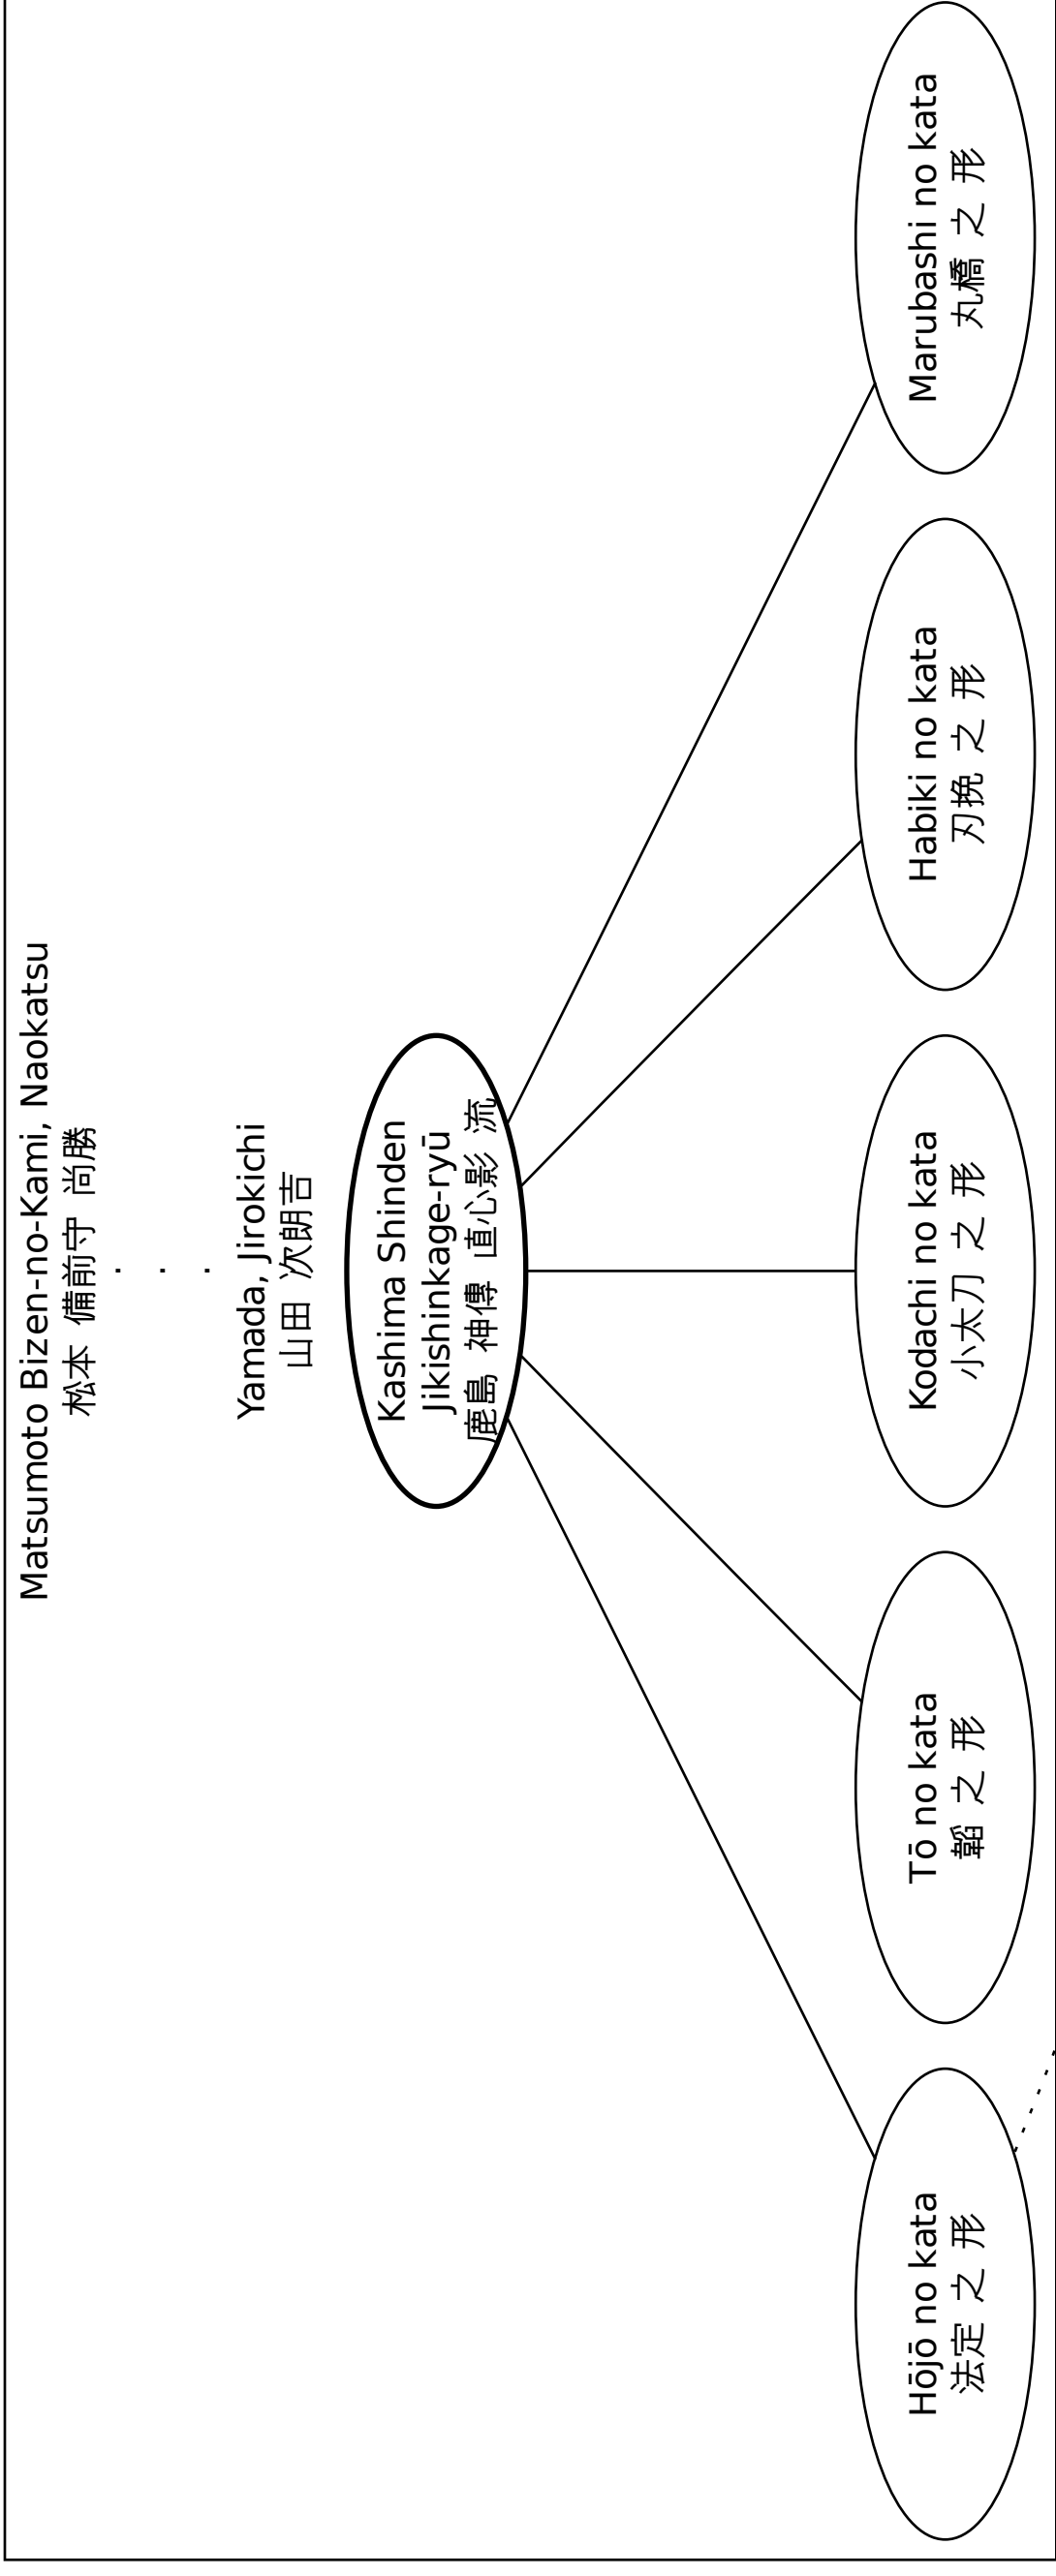 Matsumoto Bizen-no-Kami, Naokatsu
松本 備前守 尚勝
.
.
.
Yamada, Jirokichi
山田 次朗吉
Kashima Shinden
Jikishinkage-ryū
鹿島 神傳 直心影 流
Hōjō no kata
法定 之 形
Tō no kata
韜 之 形
Kodachi no kata
小太刀 之 形
Habiki no kata
刃挽 之 形
Marubashi no kata
丸橋 之 形